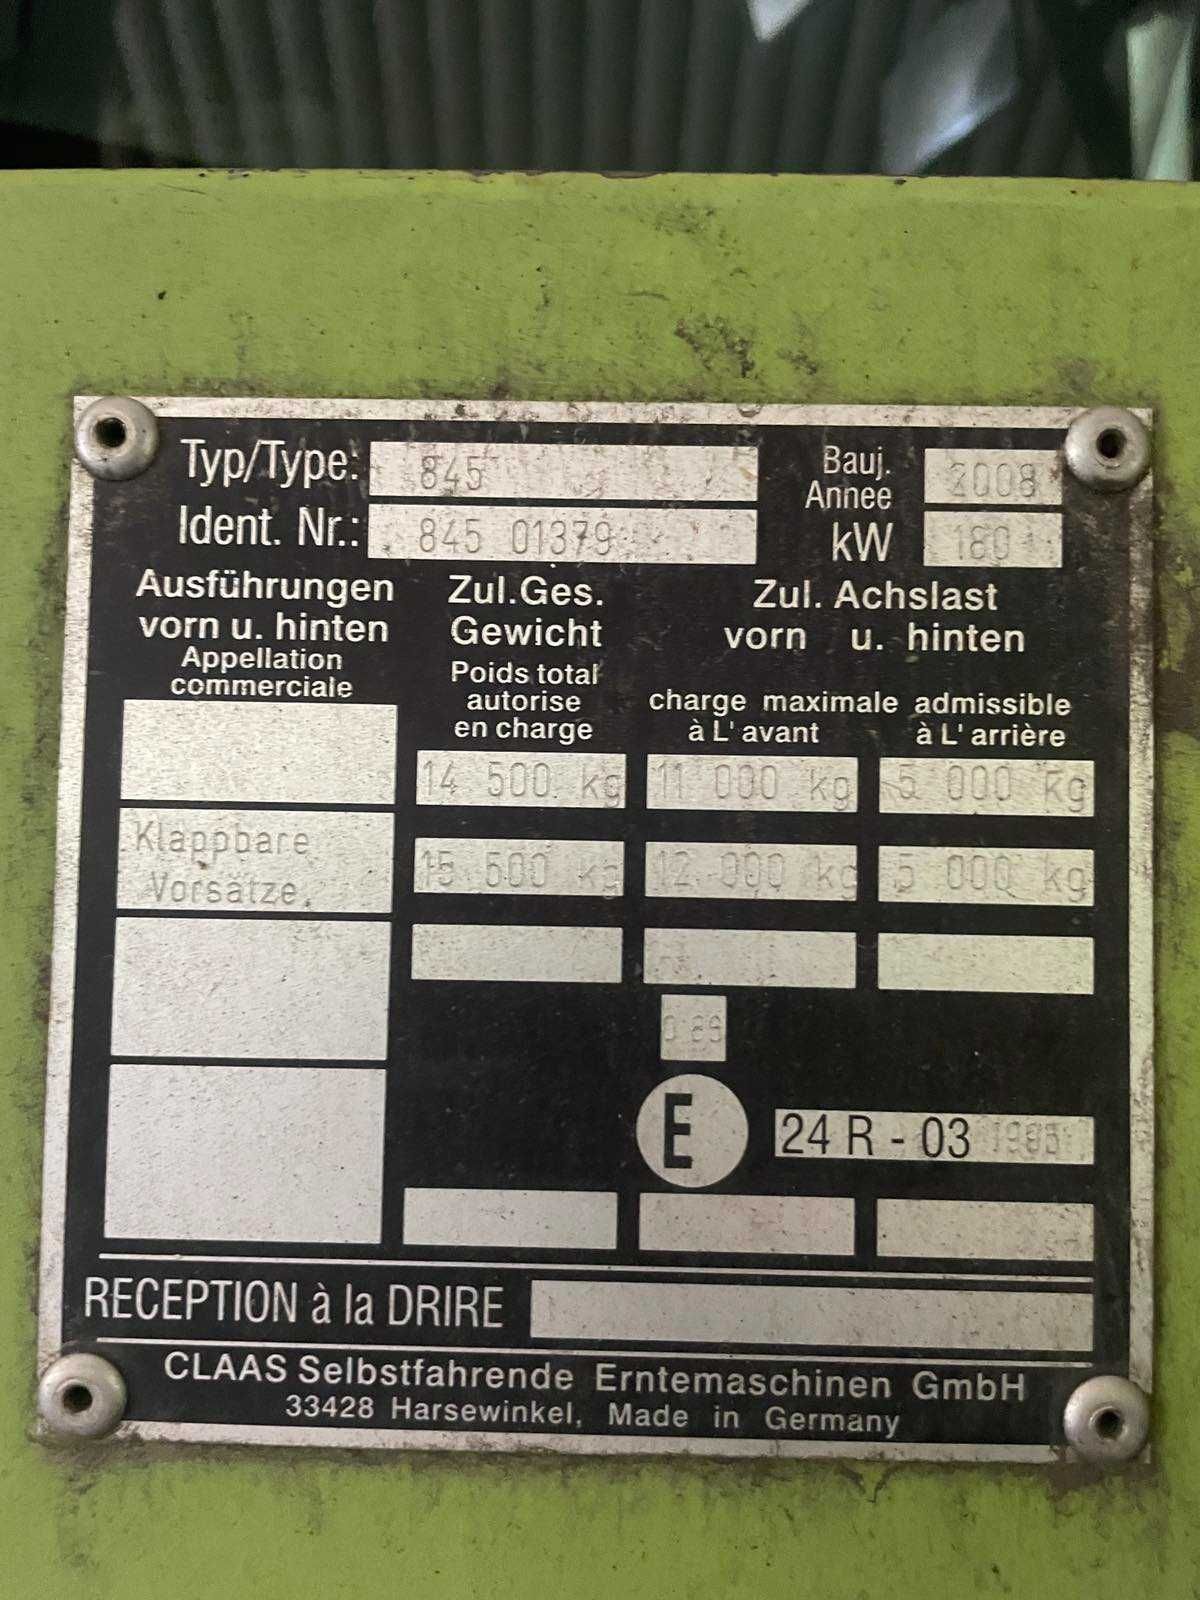 Typ/Type: 845
Bauj. Annee 2008
Ident. Nr.: 845 01379
kW 180
Ausführungen vorn u. hinten
Appellation commerciale
Zul.Ges. Gewicht
Poids total autorise en charge
Zul. Achslast
vorn u. hinten
charge maximale admissible
à L' avant à L' arrière
14 500 kg 11 000 kg 5 000 kg
Klappbare
Vorsätze
15 500 kg 12 000 kg 5 000 kg
E 24 R - 03
RECEPTION à la DRIRE
CLAAS Selbstfahrende Erntemaschinen GmbH
33428 Harsewinkel, Made in Germany